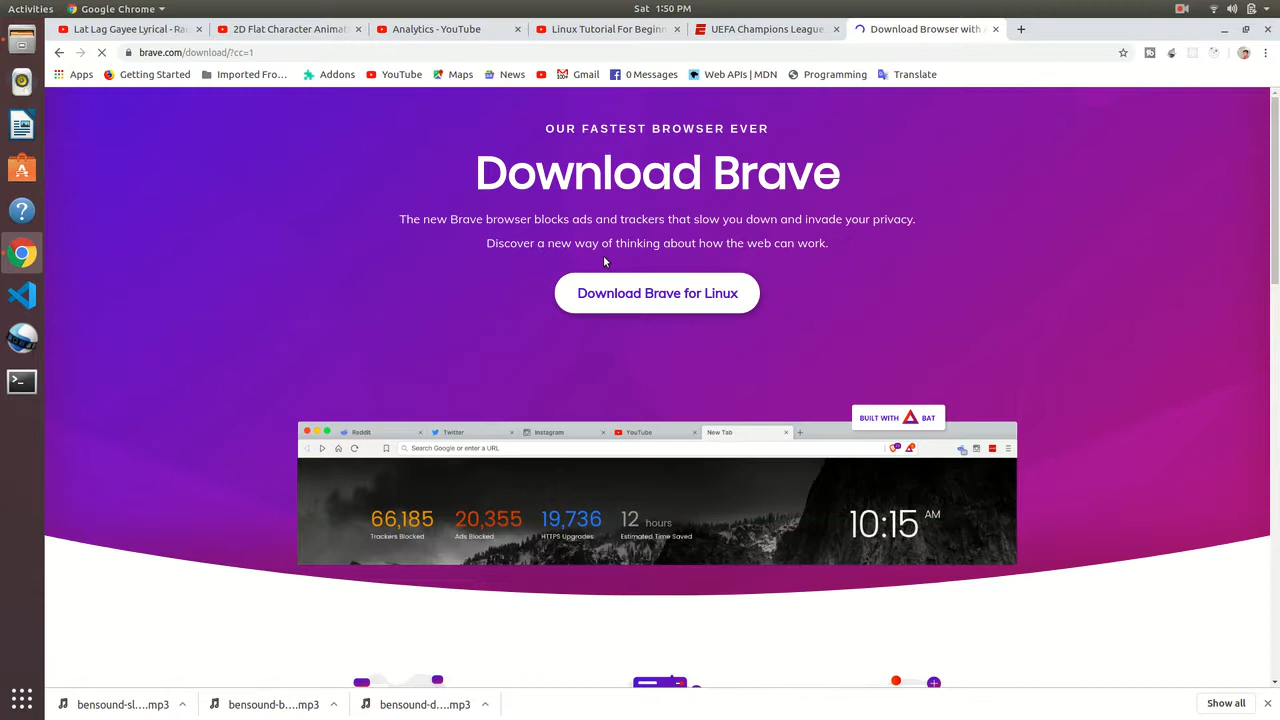 Activities Google Chrome Sat 1:50 PM
Lat Lag Gayee Lyrical - Ra 2D Flat Character Animat Analytics - YouTube Linux Tutorial For Beginn UEFA Champions League Download Browser with A
brave.com/download/?cc=1
Apps Getting Started Imported Fro... Addons YouTube Maps News Gmail 0 Messages Web APIs | MDN Programming Translate
OUR FASTEST BROWSER EVER
Download Brave
The new Brave browser blocks ads and trackers that slow you down and invade your privacy.
Discover a new way of thinking about how the web can work.
Download Brave for Linux
BUILT WITH BAT
Reddit Twitter Instagram YouTube New Tab
Search Google or enter a URL
66,185 20,355 19,736 12 hours 10:15 AM
Trackers Blocked Ads Blocked HTTPS Upgrades Estimated Time Saved
bensound-sl....mp3 bensound-b....mp3 bensound-d....mp3 Show all